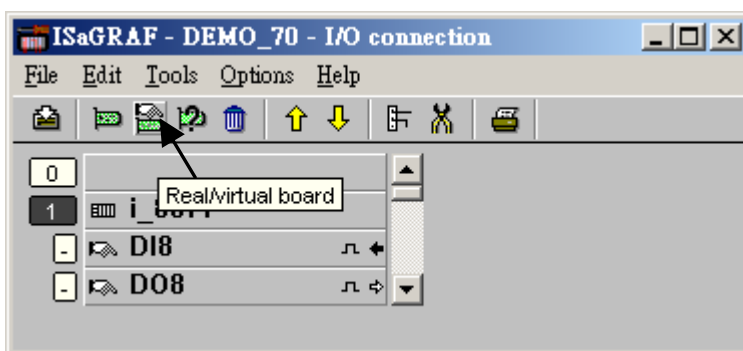 ISaGRAF - DEMO_70 - I/O connection
File Edit Tools Options Help
0
Real/virtual board
1
- DI8
- DO8